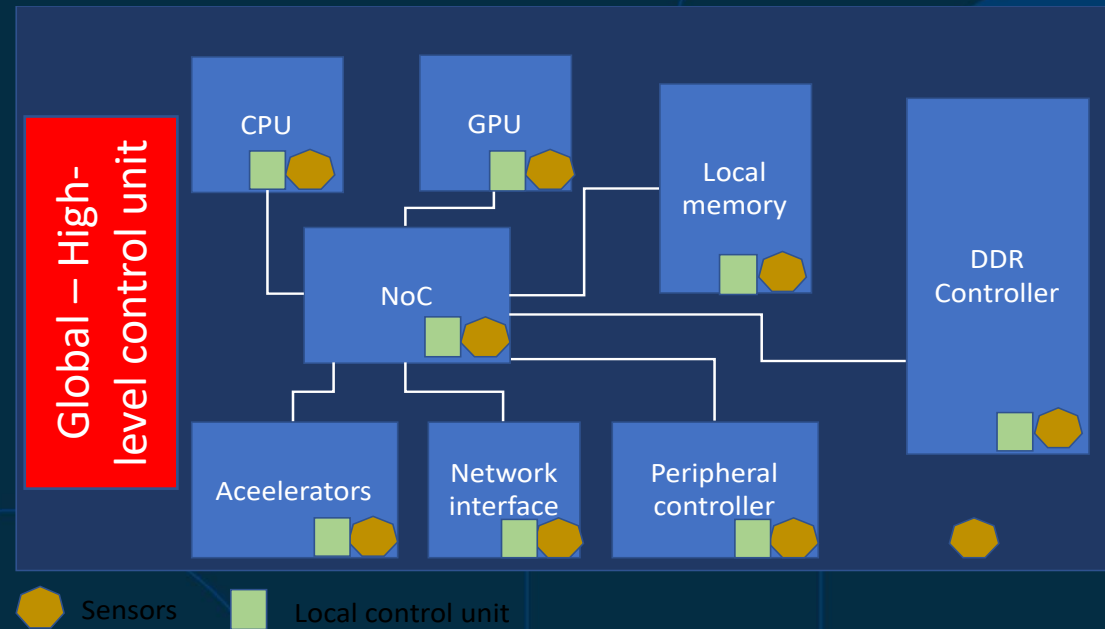 Global – High-
level control unit
CPU
GPU
Local
memory
DDR
Controller
NoC
Aceelerators
Network
interface
Peripheral
controller
Sensors
Local control unit